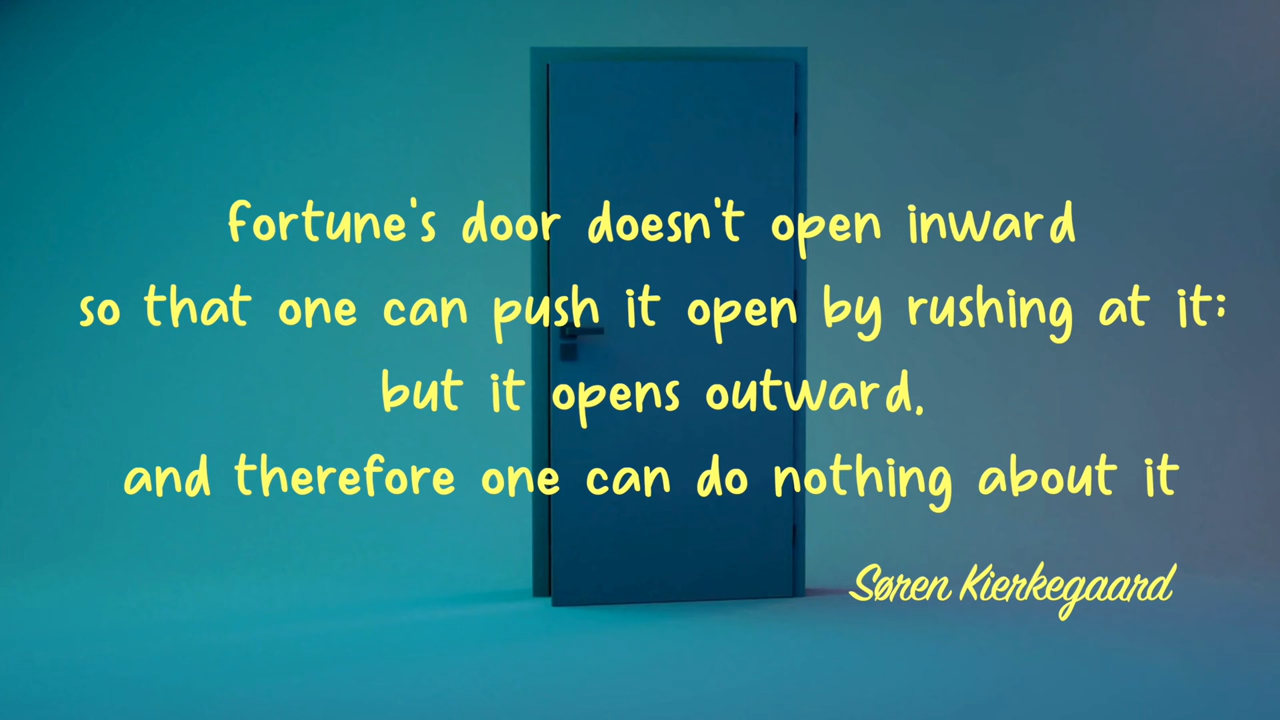 fortune's door doesn't open inward
so that one can push it open by rushing at it:
but it opens outward,
and therefore one can do nothing about it
Søren Kierkegaard